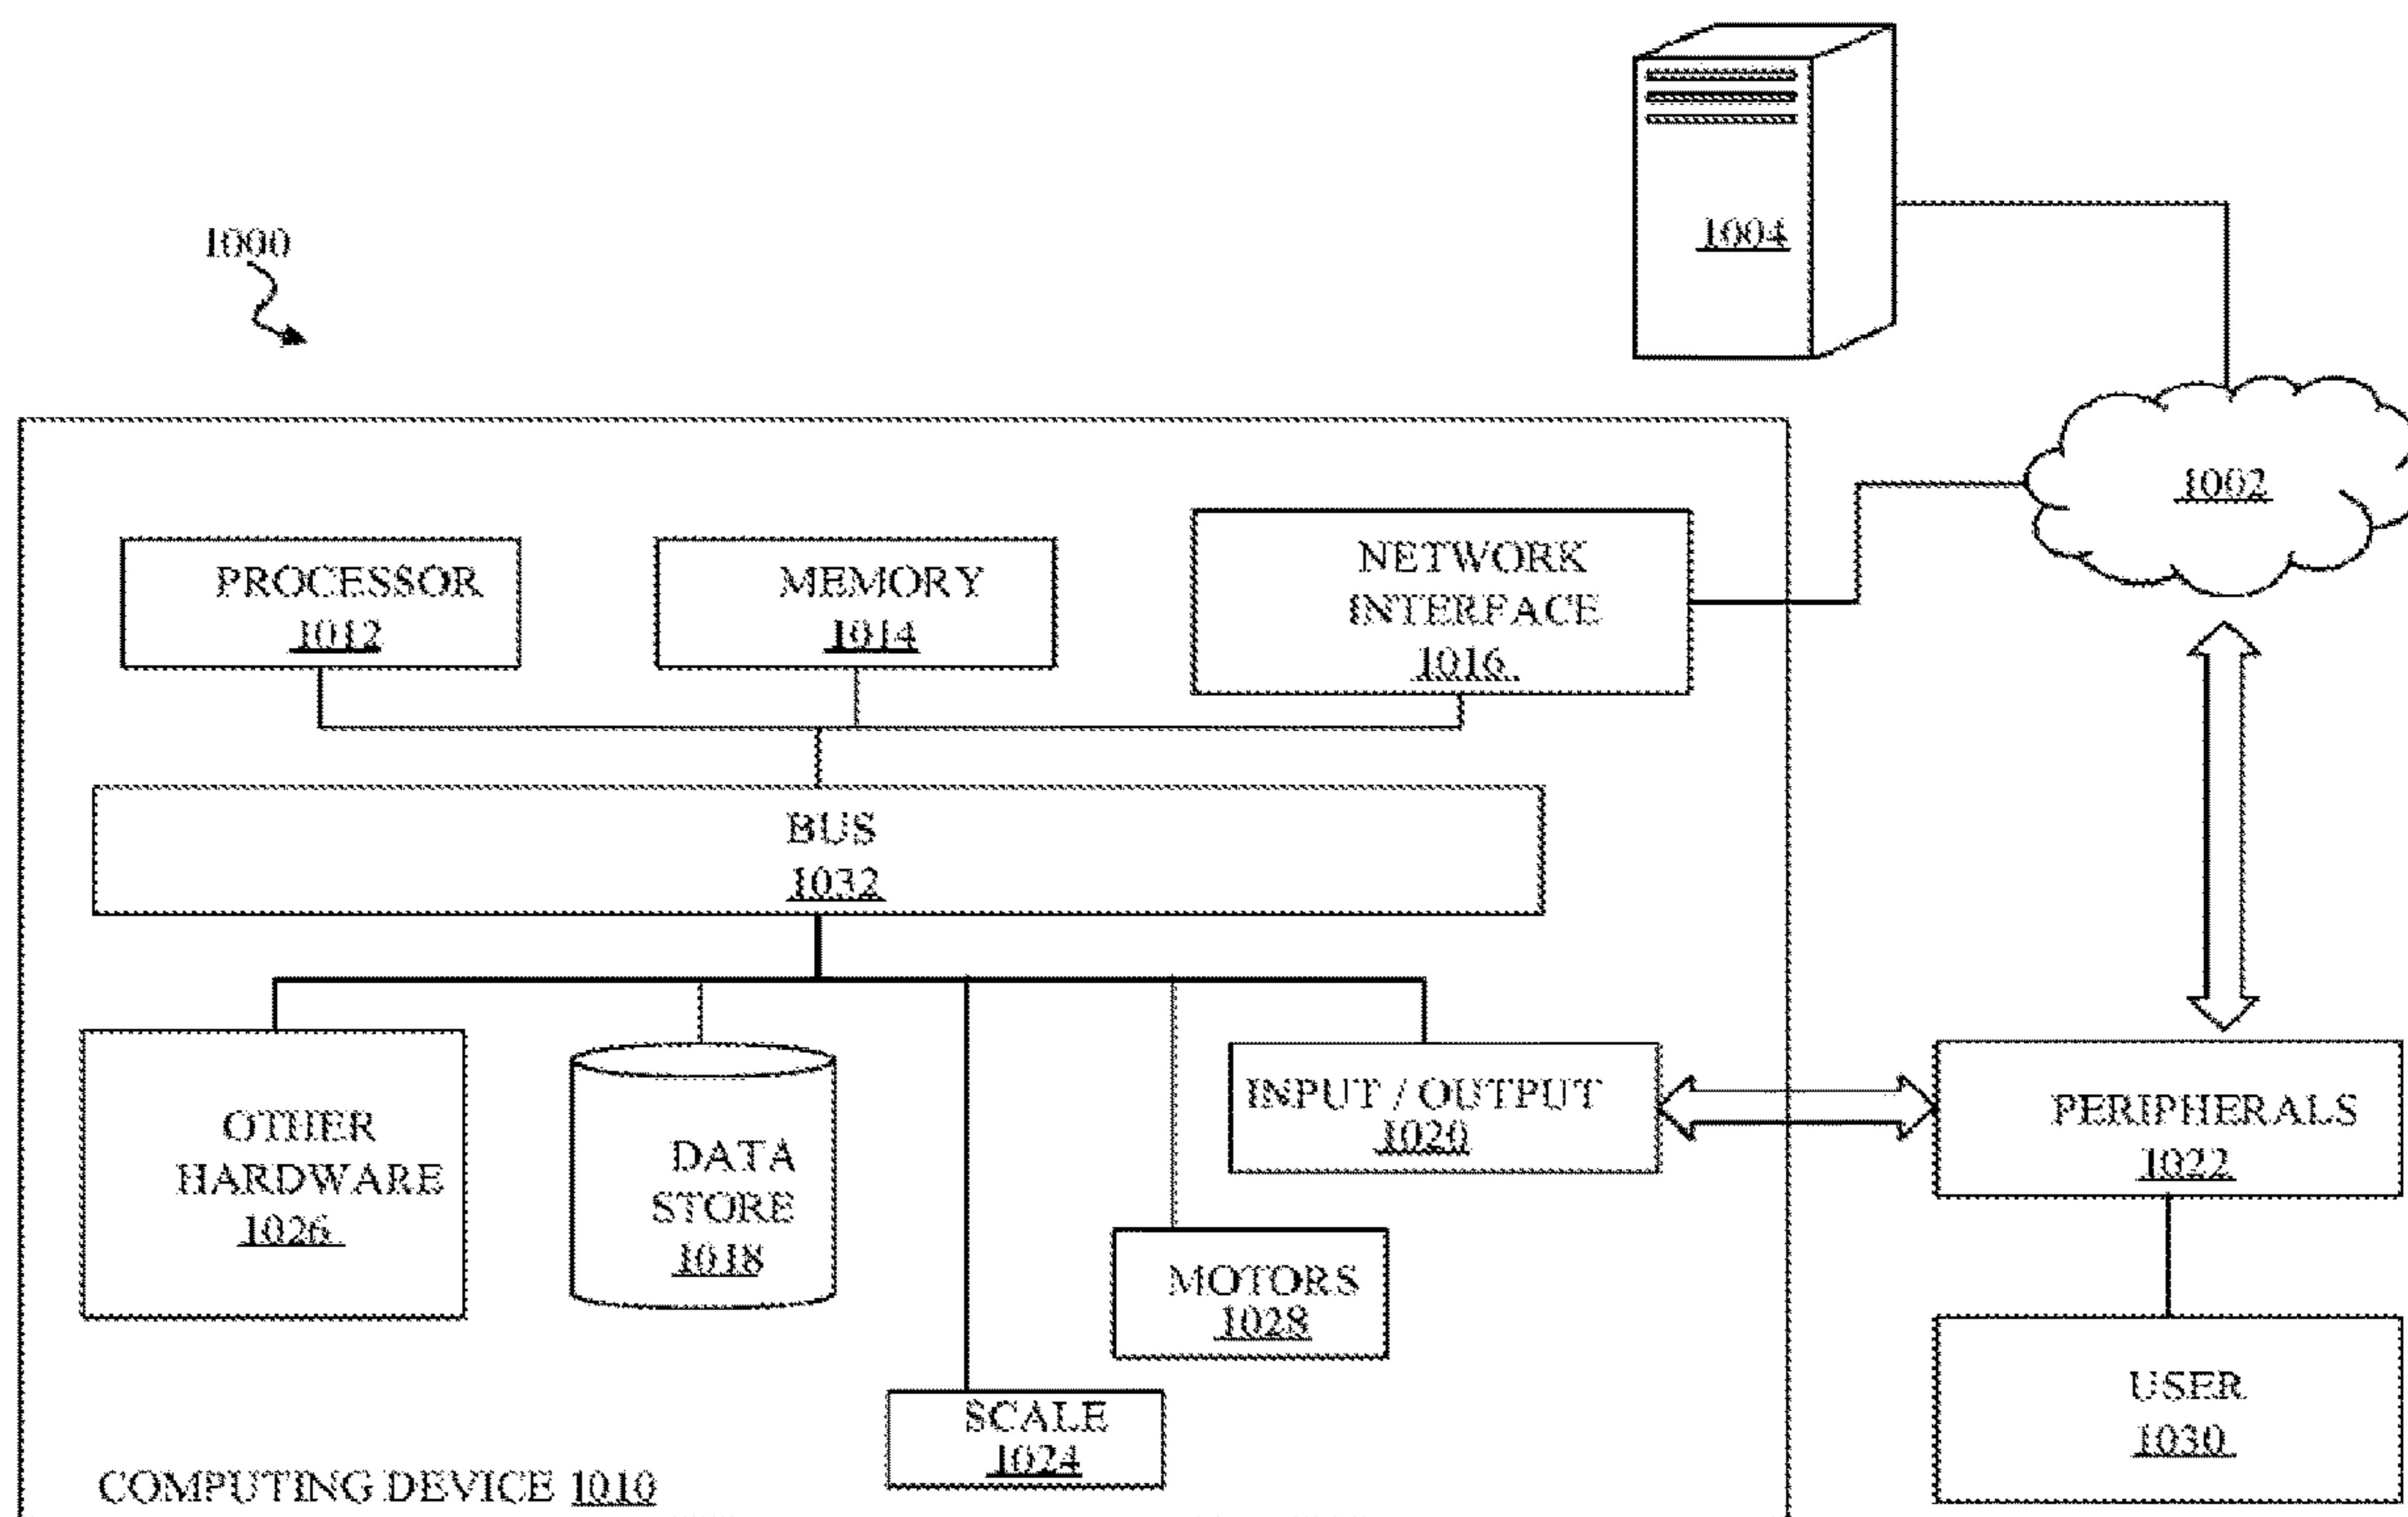 1004
1000
1002
PROCESSOR
1012
MEMORY
1014
NETWORK
INTERFACE
1016
BUS
1032
OTHER
HARDWARE
1026
DATA
STORE
1018
INPUT / OUTPUT
1020
PERIPHERALS
1022
MOTORS
1028
SCALE
1024
USER
1030
COMPUTING DEVICE 1010